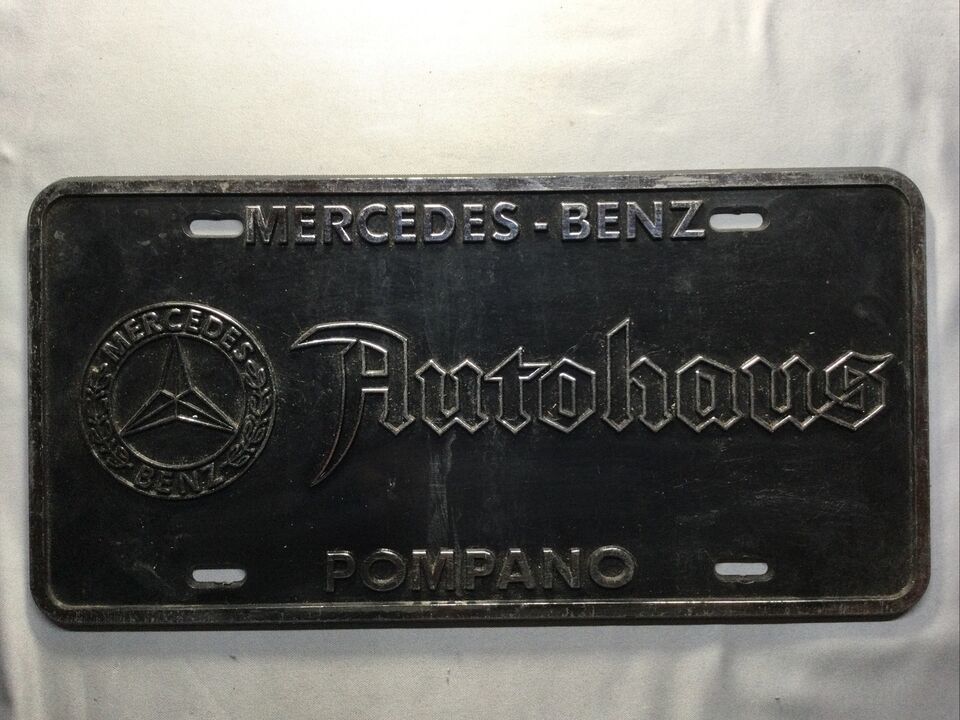 MERCEDES - BENZ
MERCEDES
BENZ
Autohaus
POMPANO